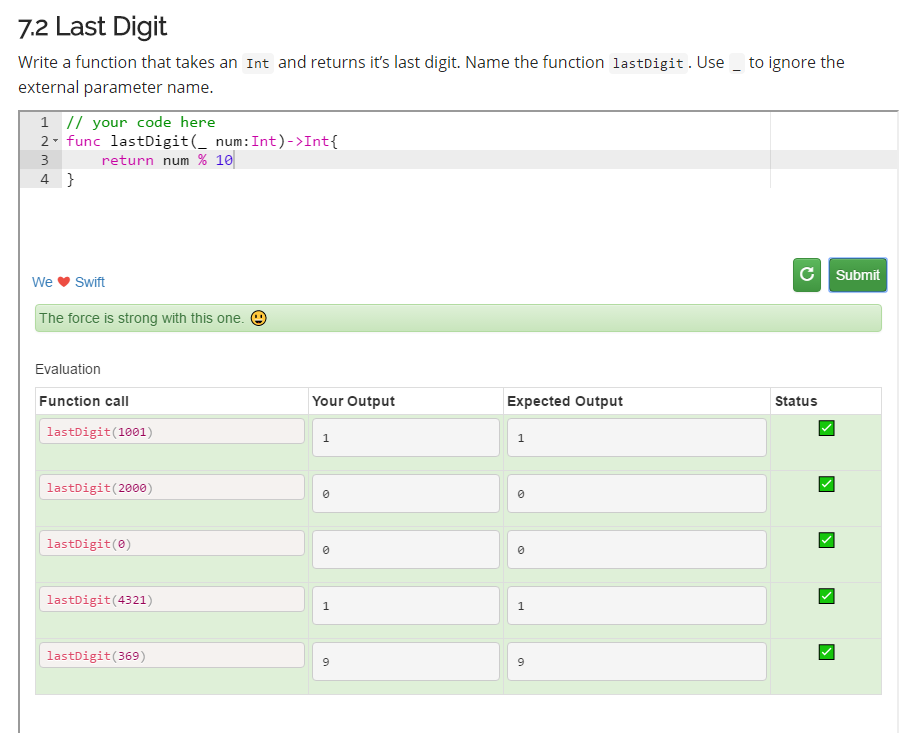 7.2 Last Digit
Write a function that takes an Int and returns it’s last digit. Name the function lastDigit. Use _ to ignore the
external parameter name.
1 // your code here
2 func lastDigit(_ num:Int)->Int{
3 return num % 10
4 }
We ❤ Swift
Submit
The force is strong with this one. 😃
Evaluation
Function call Your Output Expected Output Status
lastDigit(1001) 1 1 ✅
lastDigit(2000) 0 0 ✅
lastDigit(0) 0 0 ✅
lastDigit(4321) 1 1 ✅
lastDigit(369) 9 9 ✅